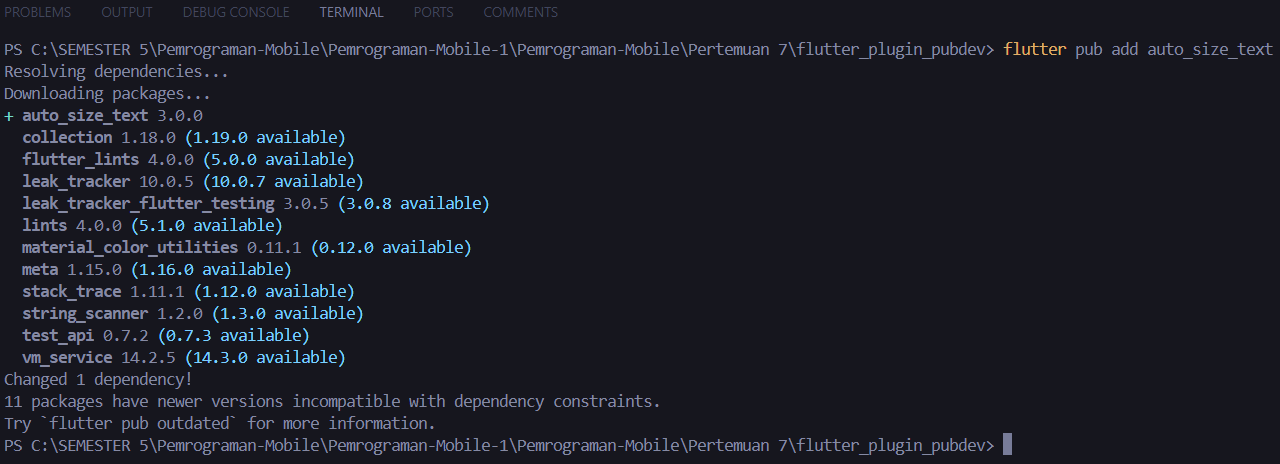 PROBLEMS OUTPUT DEBUG CONSOLE TERMINAL PORTS COMMENTS
PS C:\SEMESTER 5\Pemrograman-Mobile\Pemrograman-Mobile-1\Pemrograman-Mobile\Pertemuan 7\flutter_plugin_pubdev> flutter pub add auto_size_text
Resolving dependencies...
Downloading packages...
+ auto_size_text 3.0.0
collection 1.18.0 (1.19.0 available)
flutter_lints 4.0.0 (5.0.0 available)
leak_tracker 10.0.5 (10.0.7 available)
leak_tracker_flutter_testing 3.0.5 (3.0.8 available)
lints 4.0.0 (5.1.0 available)
material_color_utilities 0.11.1 (0.12.0 available)
meta 1.15.0 (1.16.0 available)
stack_trace 1.11.1 (1.12.0 available)
string_scanner 1.2.0 (1.3.0 available)
test_api 0.7.2 (0.7.3 available)
vm_service 14.2.5 (14.3.0 available)
Changed 1 dependency!
11 packages have newer versions incompatible with dependency constraints.
Try `flutter pub outdated` for more information.
PS C:\SEMESTER 5\Pemrograman-Mobile\Pemrograman-Mobile-1\Pemrograman-Mobile\Pertemuan 7\flutter_plugin_pubdev>